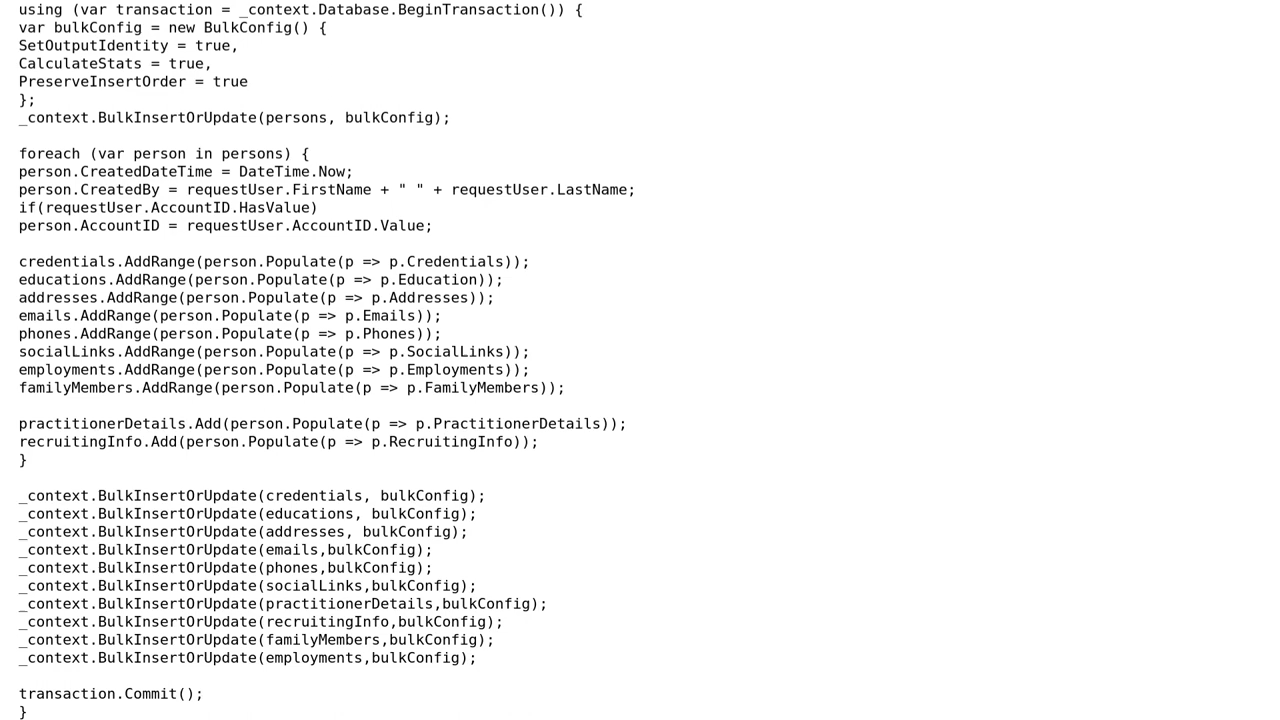 using (var transaction = _context.Database.BeginTransaction()) {
var bulkConfig = new BulkConfig() {
SetOutputIdentity = true,
CalculateStats = true,
PreserveInsertOrder = true
};
_context.BulkInsertOrUpdate(persons, bulkConfig);

foreach (var person in persons) {
person.CreatedDateTime = DateTime.Now;
person.CreatedBy = requestUser.FirstName + " " + requestUser.LastName;
if(requestUser.AccountID.HasValue)
person.AccountID = requestUser.AccountID.Value;

credentials.AddRange(person.Populate(p => p.Credentials));
educations.AddRange(person.Populate(p => p.Education));
addresses.AddRange(person.Populate(p => p.Addresses));
emails.AddRange(person.Populate(p => p.Emails));
phones.AddRange(person.Populate(p => p.Phones));
socialLinks.AddRange(person.Populate(p => p.SocialLinks));
employments.AddRange(person.Populate(p => p.Employments));
familyMembers.AddRange(person.Populate(p => p.FamilyMembers));

practitionerDetails.Add(person.Populate(p => p.PractitionerDetails));
recruitingInfo.Add(person.Populate(p => p.RecruitingInfo));
}

_context.BulkInsertOrUpdate(credentials, bulkConfig);
_context.BulkInsertOrUpdate(educations, bulkConfig);
_context.BulkInsertOrUpdate(addresses, bulkConfig);
_context.BulkInsertOrUpdate(emails,bulkConfig);
_context.BulkInsertOrUpdate(phones,bulkConfig);
_context.BulkInsertOrUpdate(socialLinks,bulkConfig);
_context.BulkInsertOrUpdate(practitionerDetails,bulkConfig);
_context.BulkInsertOrUpdate(recruitingInfo,bulkConfig);
_context.BulkInsertOrUpdate(familyMembers,bulkConfig);
_context.BulkInsertOrUpdate(employments,bulkConfig);

transaction.Commit();
}